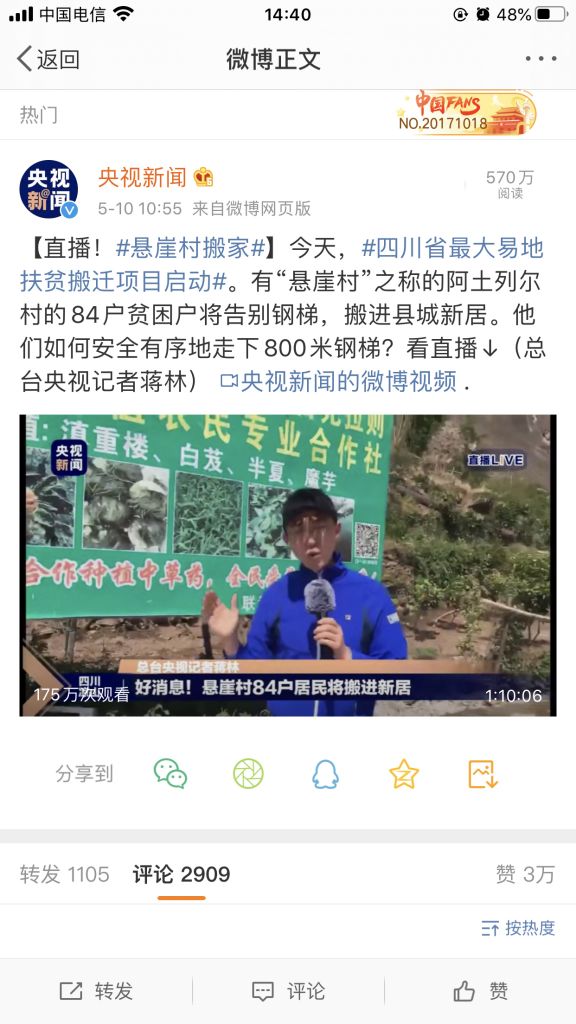 中国电信
14:40
48%
返回
微博正文
热门
中国FANS
NO.20171018
央视
新闻
央视新闻
570万
阅读
5-10 10:55 来自微博网页版
【直播！#悬崖村搬家#】今天，#四川省最大易地
扶贫搬迁项目启动#。有“悬崖村”之称的阿土列尔
村的84户贫困户将告别钢梯，搬进县城新居。他
们如何安全有序地走下800米钢梯？看直播↓（总
台央视记者蒋林） 央视新闻的微博视频 .
农民专业合作社
滇重楼、白芨、半夏、魔芋
央视
新闻
直播LIVE
合作种植中草药，全民
总台央视记者蒋林
四川
好消息！悬崖村84户居民将搬进新居
175万次观看
1:10:06
分享到
转发 1105
评论 2909
赞 3万
按热度
转发
评论
赞